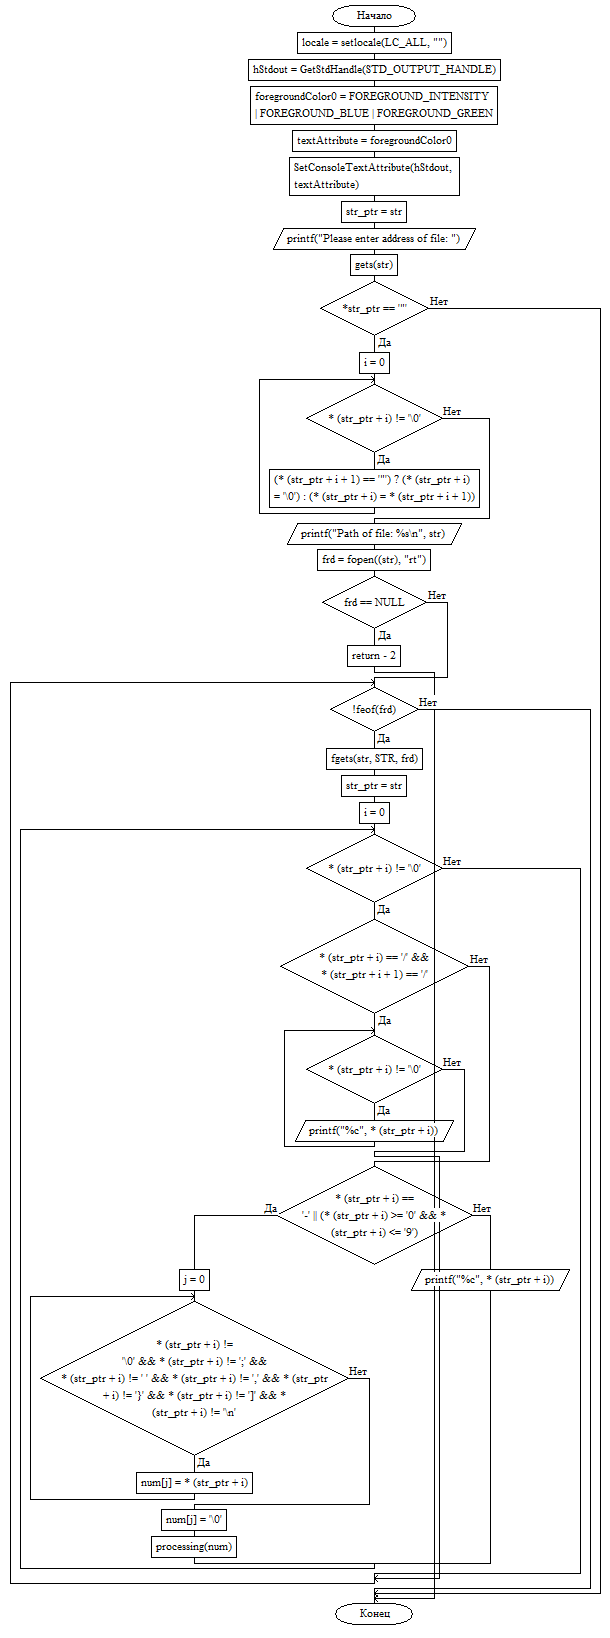 Начало
locale = setlocale(LC_ALL, "")
hStdout = GetStdHandle(STD_OUTPUT_HANDLE)
foregroundColor0 = FOREGROUND_INTENSITY
| FOREGROUND_BLUE | FOREGROUND_GREEN
textAttribute = foregroundColor0
SetConsoleTextAttribute(hStdout,
textAttribute)
str_ptr = str
printf("Please enter address of file: ")
gets(str)
*str_ptr == '"'
Нет
Да
i = 0
* (str_ptr + i) != '\0'
Нет
Да
(* (str_ptr + i + 1) == '"') ? (* (str_ptr + i)
= '\0') : (* (str_ptr + i) = * (str_ptr + i + 1))
printf("Path of file: %s\n", str)
frd = fopen((str), "rt")
frd == NULL
Нет
Да
return - 2
!feof(frd)
Нет
Да
fgets(str, STR, frd)
str_ptr = str
i = 0
* (str_ptr + i) != '\0'
Нет
Да
* (str_ptr + i) == '/' &&
* (str_ptr + i + 1) == '/'
Нет
Да
* (str_ptr + i) != '\0'
Нет
Да
printf("%c", * (str_ptr + i))
* (str_ptr + i) ==
'-' || (* (str_ptr + i) >= '0' && *
(str_ptr + i) <= '9')
Да
Нет
j = 0
printf("%c", * (str_ptr + i))
* (str_ptr + i) !=
'\0' && * (str_ptr + i) != ';' &&
* (str_ptr + i) != ' ' && * (str_ptr + i) != ',' && * (str_ptr
+ i) != '}' && * (str_ptr + i) != ']' && *
(str_ptr + i) != '\n'
Нет
Да
num[j] = * (str_ptr + i)
num[j] = '\0'
processing(num)
Конец